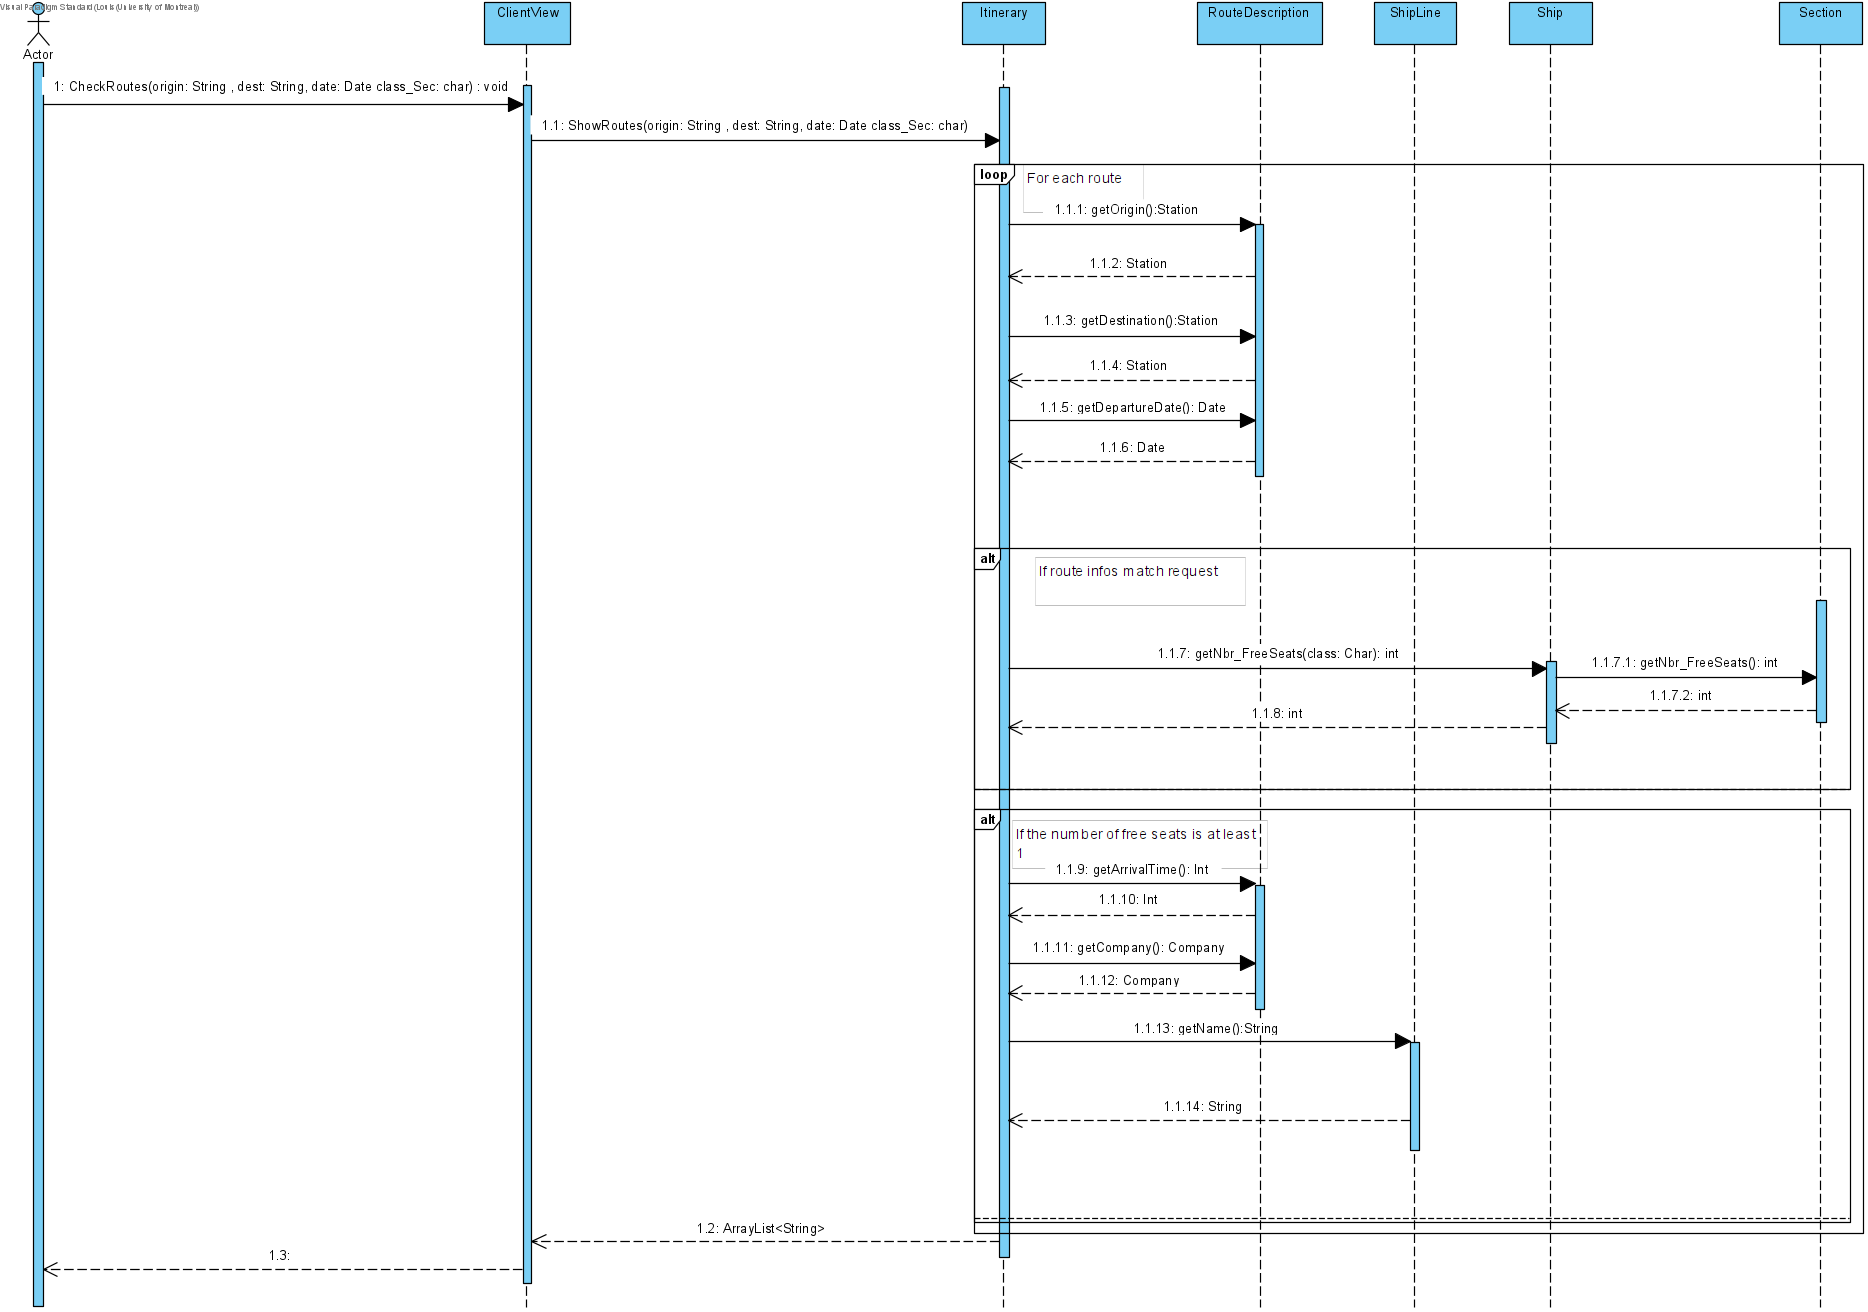 Visual Paradigm Standard (Louis (University of Montreal))
Actor
ClientView
Itinerary
RouteDescription
ShipLine
Ship
Section
1: CheckRoutes(origin: String , dest: String, date: Date class_Sec: char) : void
1.1: ShowRoutes(origin: String , dest: String, date: Date class_Sec: char)
loop
For each route
1.1.1: getOrigin():Station
1.1.2: Station
1.1.3: getDestination():Station
1.1.4: Station
1.1.5: getDepartureDate(): Date
1.1.6: Date
alt
If route infos match request
1.1.7: getNbr_FreeSeats(class: Char): int
1.1.7.1: getNbr_FreeSeats(): int
1.1.7.2: int
1.1.8: int
alt
If the number of free seats is at least
1
1.1.9: getArrivalTime(): Int
1.1.10: Int
1.1.11: getCompany(): Company
1.1.12: Company
1.1.13: getName():String
1.1.14: String
1.2: ArrayList<String>
1.3: